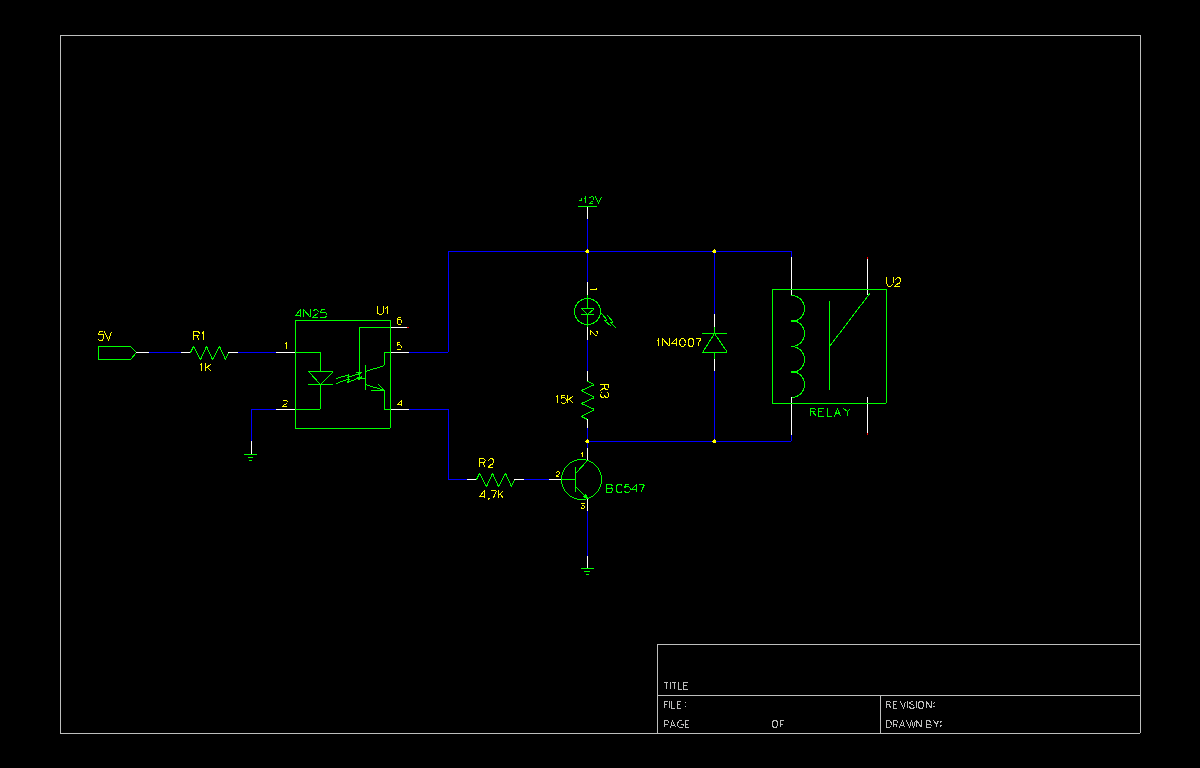 +12V
U2
4N25
U1
6
5V
R1
1
5
1K
2
4
1
2
1N4007
15K
R3
RELAY
1
R2
2
4,7K
BC547
3
TITLE
FILE:
REVISION:
PAGE OF
DRAWN BY: